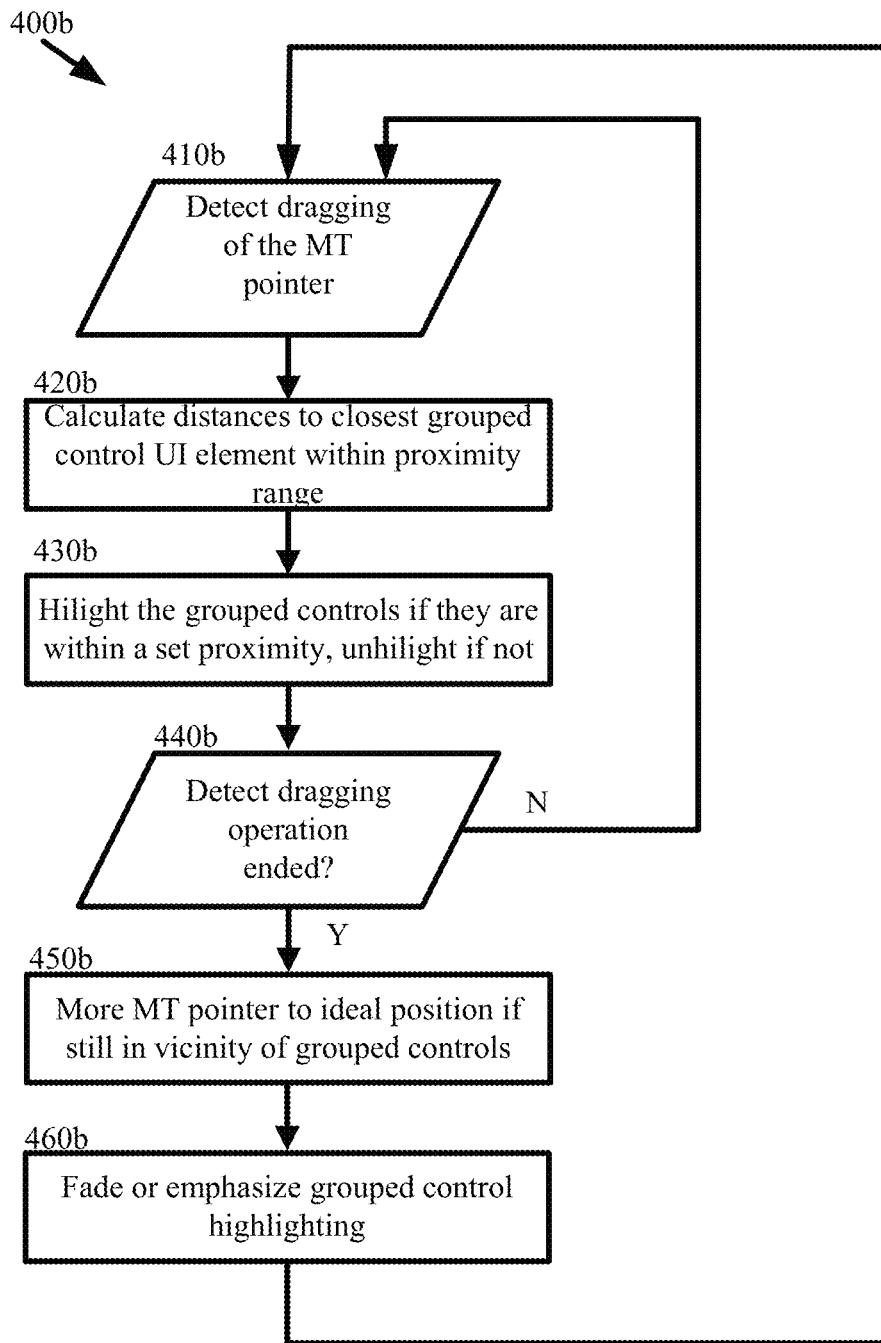 400b
410b
Detect dragging
of the MT
pointer
420b
Calculate distances to closest grouped
control UI element within proximity
range
430b
Hilight the grouped controls if they are
within a set proximity, unhilight if not
440b
Detect dragging
operation
ended?
N
Y
450b
More MT pointer to ideal position if
still in vicinity of grouped controls
460b
Fade or emphasize grouped control
highlighting